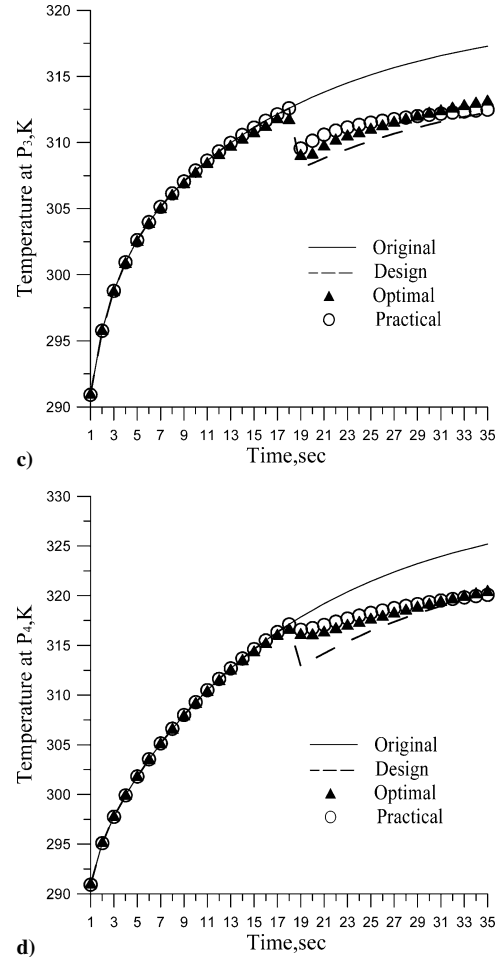 320
315
310
305
300
295
290
Temperature at P3,K
Original
Design
Optimal
Practical
1 3 5 7 9 11 13 15 17 19 21 23 25 27 29 31 33 35
c)
Time,sec
330
325
320
315
310
305
300
295
290
Temperature at P4,K
Original
Design
Optimal
Practical
1 3 5 7 9 11 13 15 17 19 21 23 25 27 29 31 33 35
d)
Time,sec